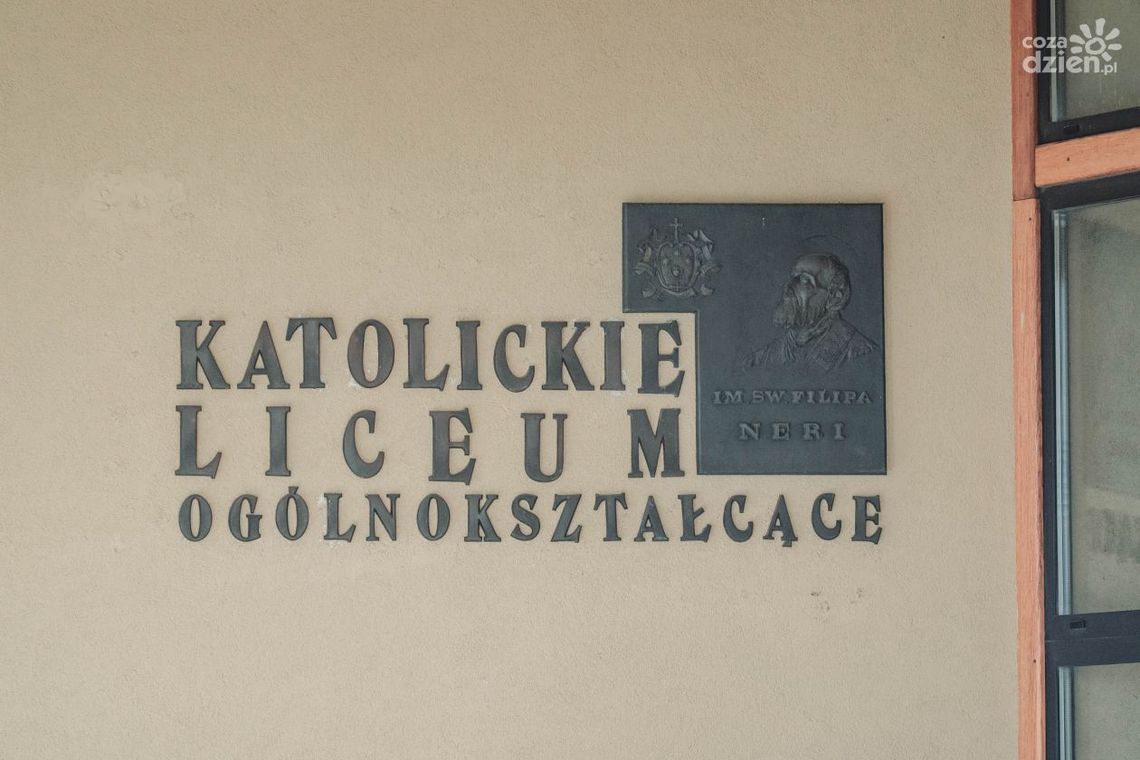 coza
dzien.pl
IM. ŚW. FILIPA
NERI
KATOLICKIE
LICEUM
OGÓLNOKSZTAŁCĄCE